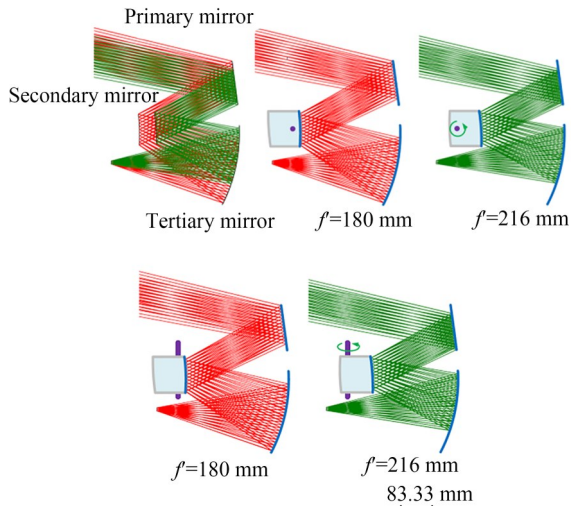 Primary mirror
Secondary mirror
Tertiary mirror
f'=180 mm
f'=216 mm
f'=180 mm
f'=216 mm
83.33 mm